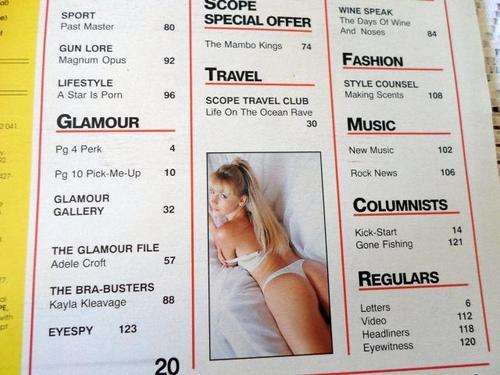 SPORT
Past Master 80
GUN LORE
Magnum Opus 92
LIFESTYLE
A Star Is Porn 96
GLAMOUR
Pg 4 Perk 4
Pg 10 Pick-Me-Up 10
GLAMOUR
GALLERY 32
THE GLAMOUR FILE
Adele Croft 57
THE BRA-BUSTERS
Kayla Kleavage 88
EYESPY 123
20
SCOPE
SPECIAL OFFER
The Mambo Kings 74
TRAVEL
SCOPE TRAVEL CLUB
Life On The Ocean Rave
30
WINE SPEAK
The Days Of Wine
And Noses 84
FASHION
STYLE COUNSEL
Making Scents 108
MUSIC
New Music 102
Rock News 106
COLUMNISTS
Kick-Start 14
Gone Fishing 121
REGULARS
Letters 6
Video 112
Headliners 118
Eyewitness 120